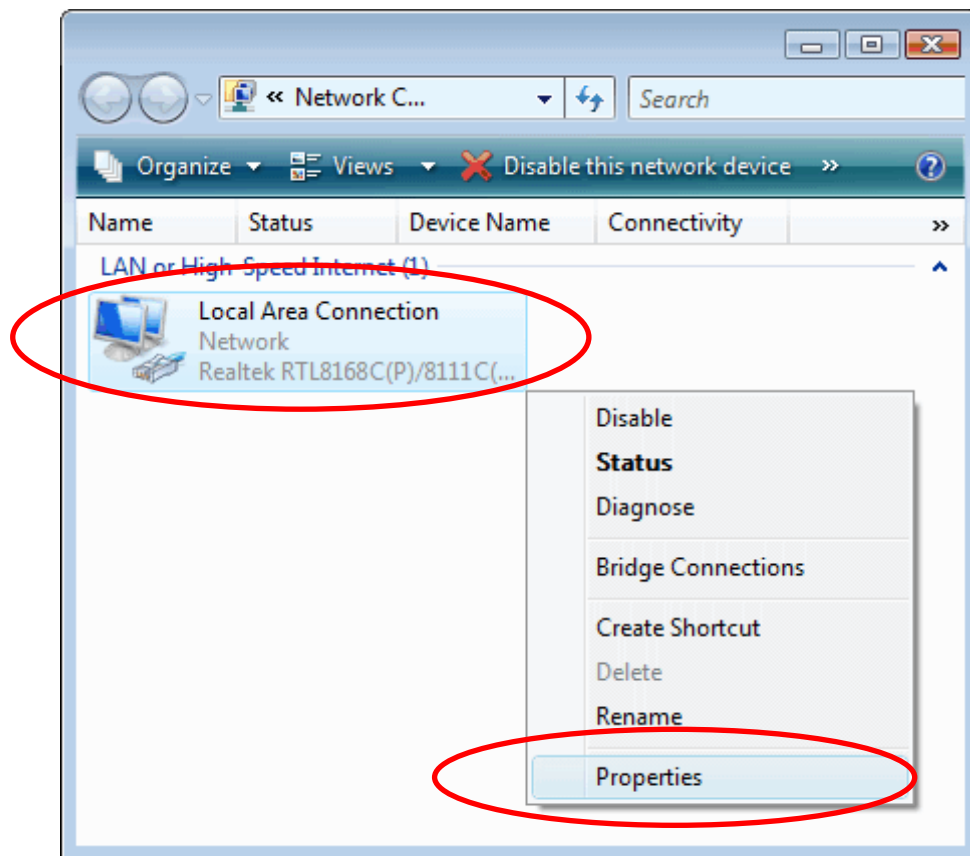 « Network C...
Search
Organize Views Disable this network device »
Name Status Device Name Connectivity »
LAN or High-Speed Internet (1)
Local Area Connection
Network
Realtek RTL8168C(P)/8111C(...
Disable
Status
Diagnose
Bridge Connections
Create Shortcut
Delete
Rename
Properties